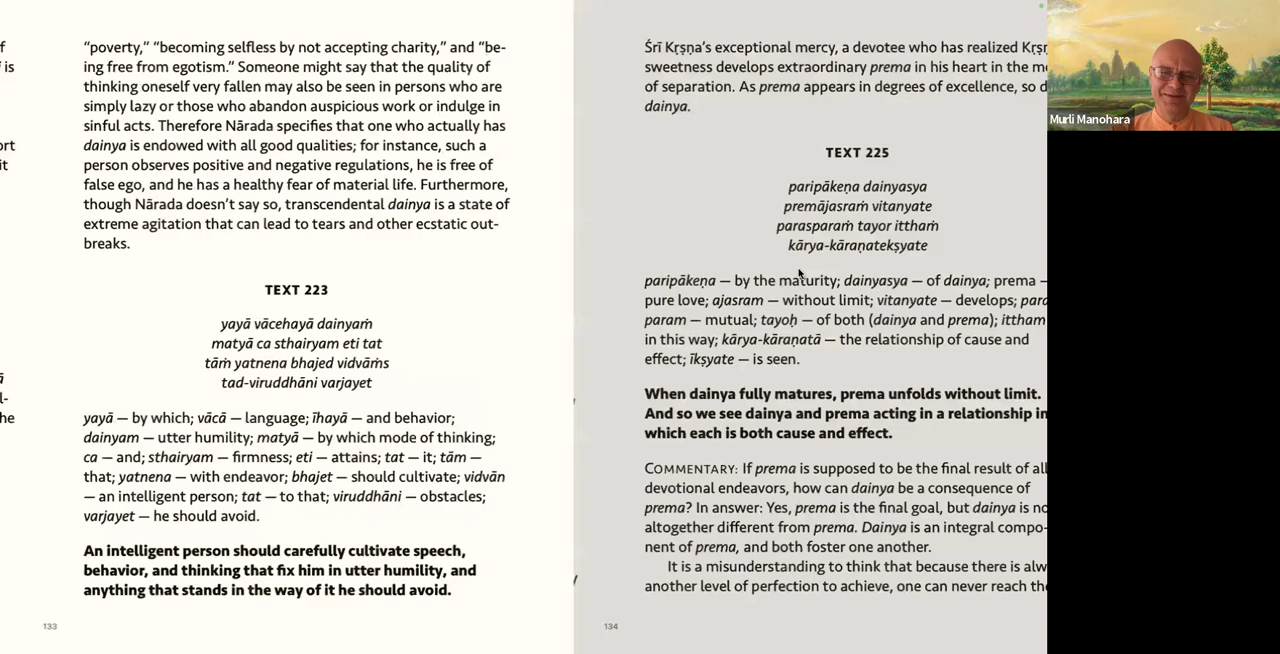 f
is
ort
it
ā
l-
he
“poverty,” “becoming selfless by not accepting charity,” and “be-
ing free from egotism.” Someone might say that the quality of
thinking oneself very fallen may also be seen in persons who are
simply lazy or those who abandon auspicious work or indulge in
sinful acts. Therefore Nārada specifies that one who actually has
dainya is endowed with all good qualities; for instance, such a
person observes positive and negative regulations, he is free of
false ego, and he has a healthy fear of material life. Furthermore,
though Nārada doesn’t say so, transcendental dainya is a state of
extreme agitation that can lead to tears and other ecstatic out-
breaks.
TEXT 223
yayā vācehayā dainyaṁ
matyā ca sthairyam eti tat
tāṁ yatnena bhajed vidvāṁs
tad-viruddhāni varjayet
yayā — by which; vācā — language; īhayā — and behavior;
dainyam — utter humility; matyā — by which mode of thinking;
ca — and; sthairyam — firmness; eti — attains; tat — it; tām —
that; yatnena — with endeavor; bhajet — should cultivate; vidvān
— an intelligent person; tat — to that; viruddhāni — obstacles;
varjayet — he should avoid.
An intelligent person should carefully cultivate speech,
behavior, and thinking that fix him in utter humility, and
anything that stands in the way of it he should avoid.
133
Śrī Kṛṣṇa’s exceptional mercy, a devotee who has realized Kṛṣṇ
sweetness develops extraordinary prema in his heart in the m
of separation. As prema appears in degrees of excellence, so d
dainya.
TEXT 225
paripākeṇa dainyasya
premājasraṁ vitanyate
parasparaṁ tayor itthaṁ
kārya-kāraṇatekṣyate
paripākeṇa — by the maturity; dainyasya — of dainya; prema —
pure love; ajasram — without limit; vitanyate — develops; para
param — mutual; tayoḥ — of both (dainya and prema); ittham
in this way; kārya-kāraṇatā — the relationship of cause and
effect; īkṣyate — is seen.
When dainya fully matures, prema unfolds without limit.
And so we see dainya and prema acting in a relationship in
which each is both cause and effect.
COMMENTARY: If prema is supposed to be the final result of all
devotional endeavors, how can dainya be a consequence of
prema? In answer: Yes, prema is the final goal, but dainya is no
altogether different from prema. Dainya is an integral compo-
nent of prema, and both foster one another.
It is a misunderstanding to think that because there is alw
another level of perfection to achieve, one can never reach the
134
Murli Manohara